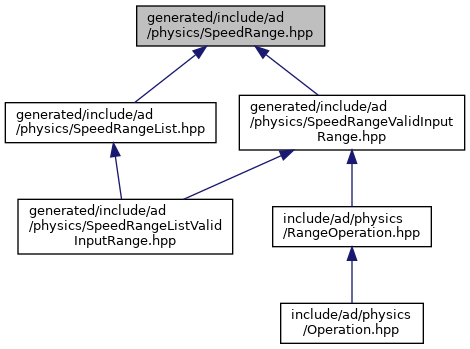 generated/include/ad
/physics/SpeedRange.hpp
generated/include/ad
/physics/SpeedRangeList.hpp
generated/include/ad
/physics/SpeedRangeValidInput
Range.hpp
generated/include/ad
/physics/SpeedRangeListValid
InputRange.hpp
include/ad/physics
/RangeOperation.hpp
include/ad/physics
/Operation.hpp